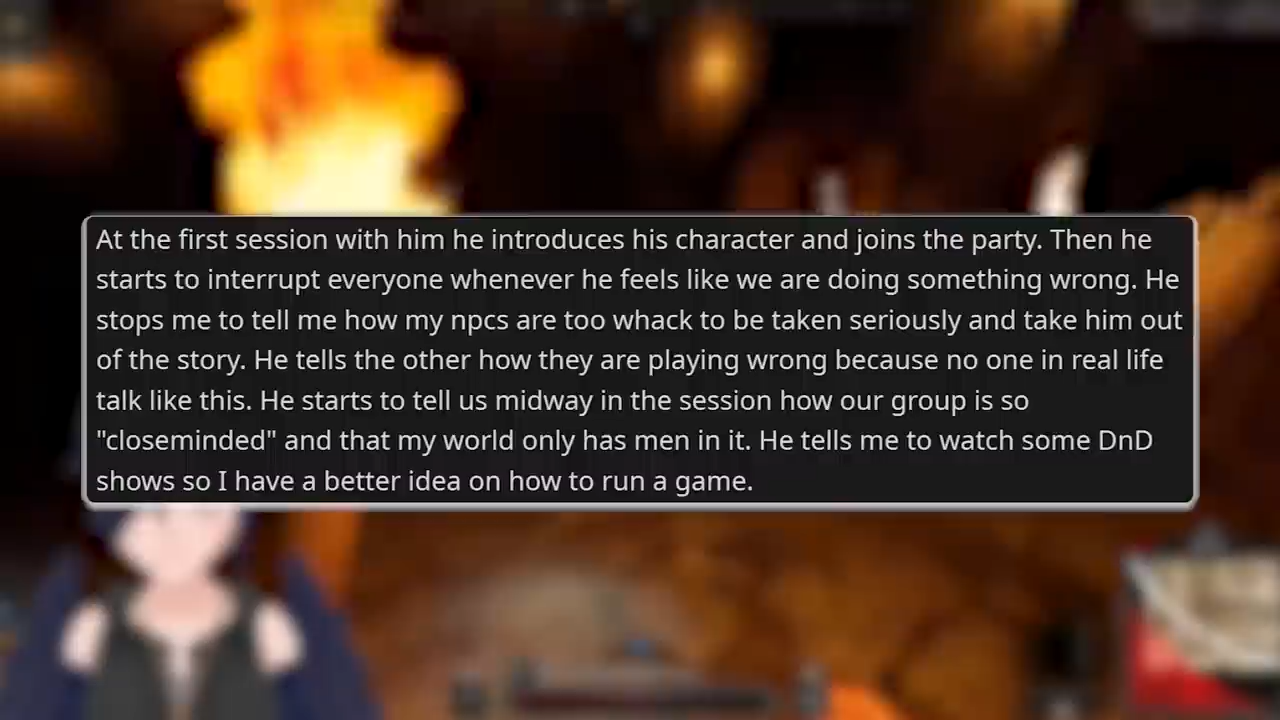 At the first session with him he introduces his character and joins the party. Then he
starts to interrupt everyone whenever he feels like we are doing something wrong. He
stops me to tell me how my npcs are too whack to be taken seriously and take him out
of the story. He tells the other how they are playing wrong because no one in real life
talk like this. He starts to tell us midway in the session how our group is so
"closeminded" and that my world only has men in it. He tells me to watch some DnD
shows so I have a better idea on how to run a game.